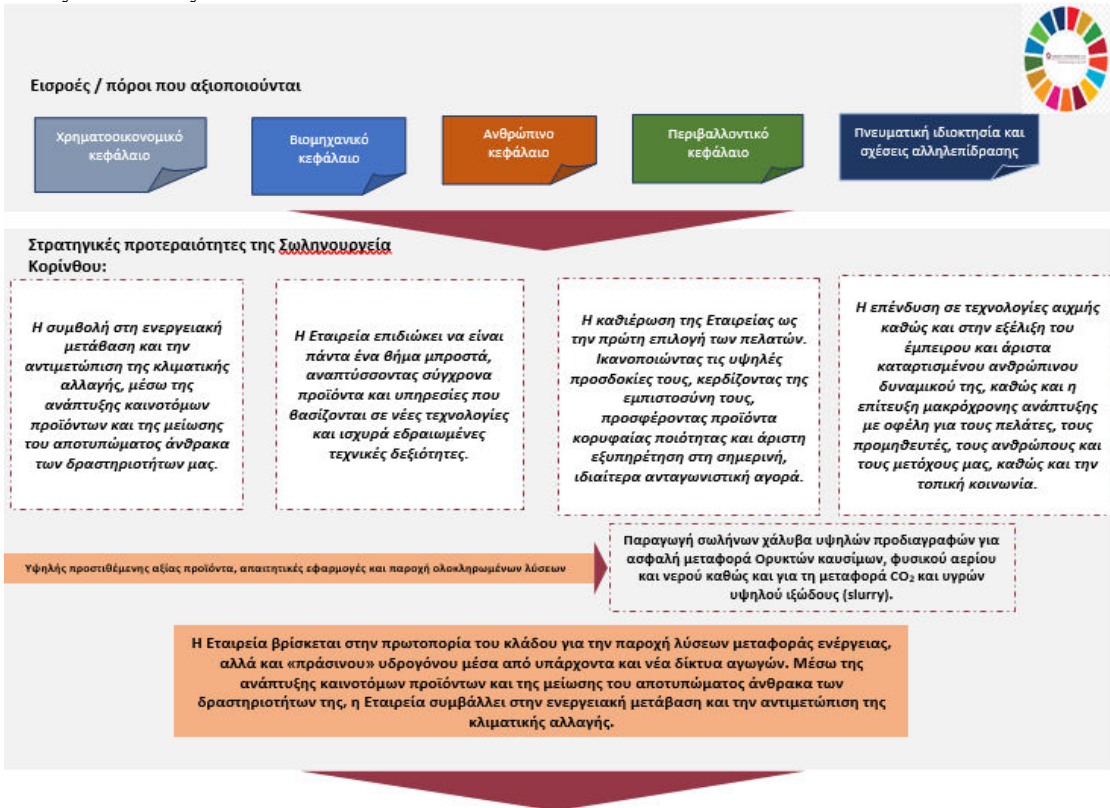 Εισροές / πόροι που αξιοποιούνται
Χρηματοοικονομικό
κεφάλαιο
Βιομηχανικό
κεφάλαιο
Ανθρώπινο
κεφάλαιο
Περιβαλλοντικό
κεφάλαιο
Πνευματική ιδιοκτησία και
σχέσεις αλληλεπίδρασης
Στρατηγικές προτεραιότητες της Σωληνουργεία
Κορίνθου:
Η συμβολή στη ενεργειακή
μετάβαση και την
αντιμετώπιση της κλιματικής
αλλαγής, μέσω της
ανάπτυξης καινοτόμων
προϊόντων και της μείωσης
του αποτυπώματος άνθρακα
των δραστηριοτήτων μας.
Η Εταιρεία επιδιώκει να είναι
πάντα ένα βήμα μπροστά,
αναπτύσσοντας σύγχρονα
προϊόντα και υπηρεσίες που
βασίζονται σε νέες τεχνολογίες
και ισχυρά εδραιωμένες
τεχνικές δεξιότητες.
Η καθιέρωση της Εταιρείας ως
την πρώτη επιλογή των πελατών.
Ικανοποιώντας τις υψηλές
προσδοκίες τους, κερδίζοντας της
εμπιστοσύνη τους,
προσφέροντας προϊόντα
κορυφαίας ποιότητας και άριστη
εξυπηρέτηση στη σημερινή,
ιδιαίτερα ανταγωνιστική αγορά.
Η επένδυση σε τεχνολογίες αιχμής
καθώς και στην εξέλιξη του
έμπειρου και άριστα
καταρτισμένου ανθρώπινου
δυναμικού της, καθώς και η
επίτευξη μακρόχρονης ανάπτυξης
με οφέλη για τους πελάτες, τους
προμηθευτές, τους ανθρώπους και
τους μετόχους μας, καθώς και την
τοπική κοινωνία.
Υψηλής προστιθέμενης αξίας προϊόντα, απαιτητικές εφαρμογές και παροχή ολοκληρωμένων λύσεων
Παραγωγή σωλήνων χάλυβα υψηλών προδιαγραφών για
ασφαλή μεταφορά Ορυκτών καυσίμων, φυσικού αερίου
και νερού καθώς και για τη μεταφορά CO₂ και υγρών
υψηλού ιξώδους (slurry).
Η Εταιρεία βρίσκεται στην πρωτοπορία του κλάδου για την παροχή λύσεων μεταφοράς ενέργειας,
αλλά και «πράσινου» υδρογόνου μέσα από υπάρχοντα και νέα δίκτυα αγωγών. Μέσω της
ανάπτυξης καινοτόμων προϊόντων και της μείωσης του αποτυπώματος άνθρακα των
δραστηριοτήτων της, η Εταιρεία συμβάλλει στην ενεργειακή μετάβαση και την αντιμετώπιση της
κλιματικής αλλαγής.